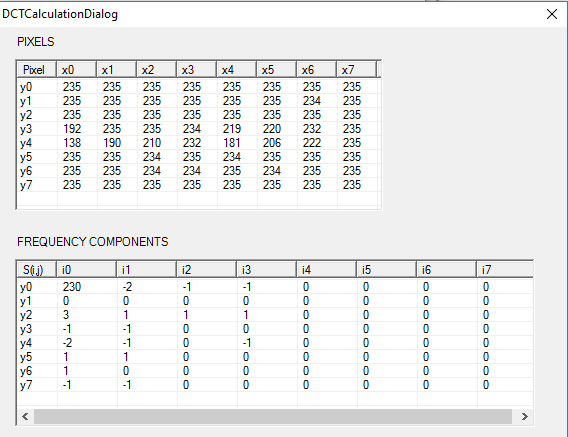 DCTCalculationDialog
PIXELS
Pixel x0 x1 x2 x3 x4 x5 x6 x7
y0 235 235 235 235 235 235 235 235
y1 235 235 235 235 235 235 234 235
y2 235 235 235 235 235 235 235 235
y3 192 235 235 234 219 220 232 235
y4 138 190 210 232 181 206 222 235
y5 235 235 234 235 234 235 235 235
y6 235 235 234 234 235 234 235 235
y7 235 235 235 235 235 235 235 235
FREQUENCY COMPONENTS
S(i,j) i0 i1 i2 i3 i4 i5 i6 i7
y0 230 -2 -1 -1 0 0 0 0
y1 0 0 0 0 0 0 0 0
y2 3 1 1 1 0 0 0 0
y3 -1 -1 0 0 0 0 0 0
y4 -2 -1 0 -1 0 0 0 0
y5 1 1 0 0 0 0 0 0
y6 1 0 0 0 0 0 0 0
y7 -1 -1 0 0 0 0 0 0